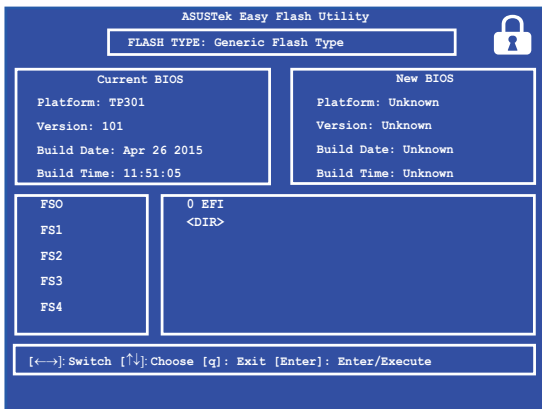 ASUSTek Easy Flash Utility
FLASH TYPE: Generic Flash Type
Current BIOS
Platform: TP301
Version: 101
Build Date: Apr 26 2015
Build Time: 11:51:05
New BIOS
Platform: Unknown
Version: Unknown
Build Date: Unknown
Build Time: Unknown
FSO
FS1
FS2
FS3
FS4
0 EFI
<DIR>
[←→]: Switch [↑↓]: Choose [q]: Exit [Enter]: Enter/Execute